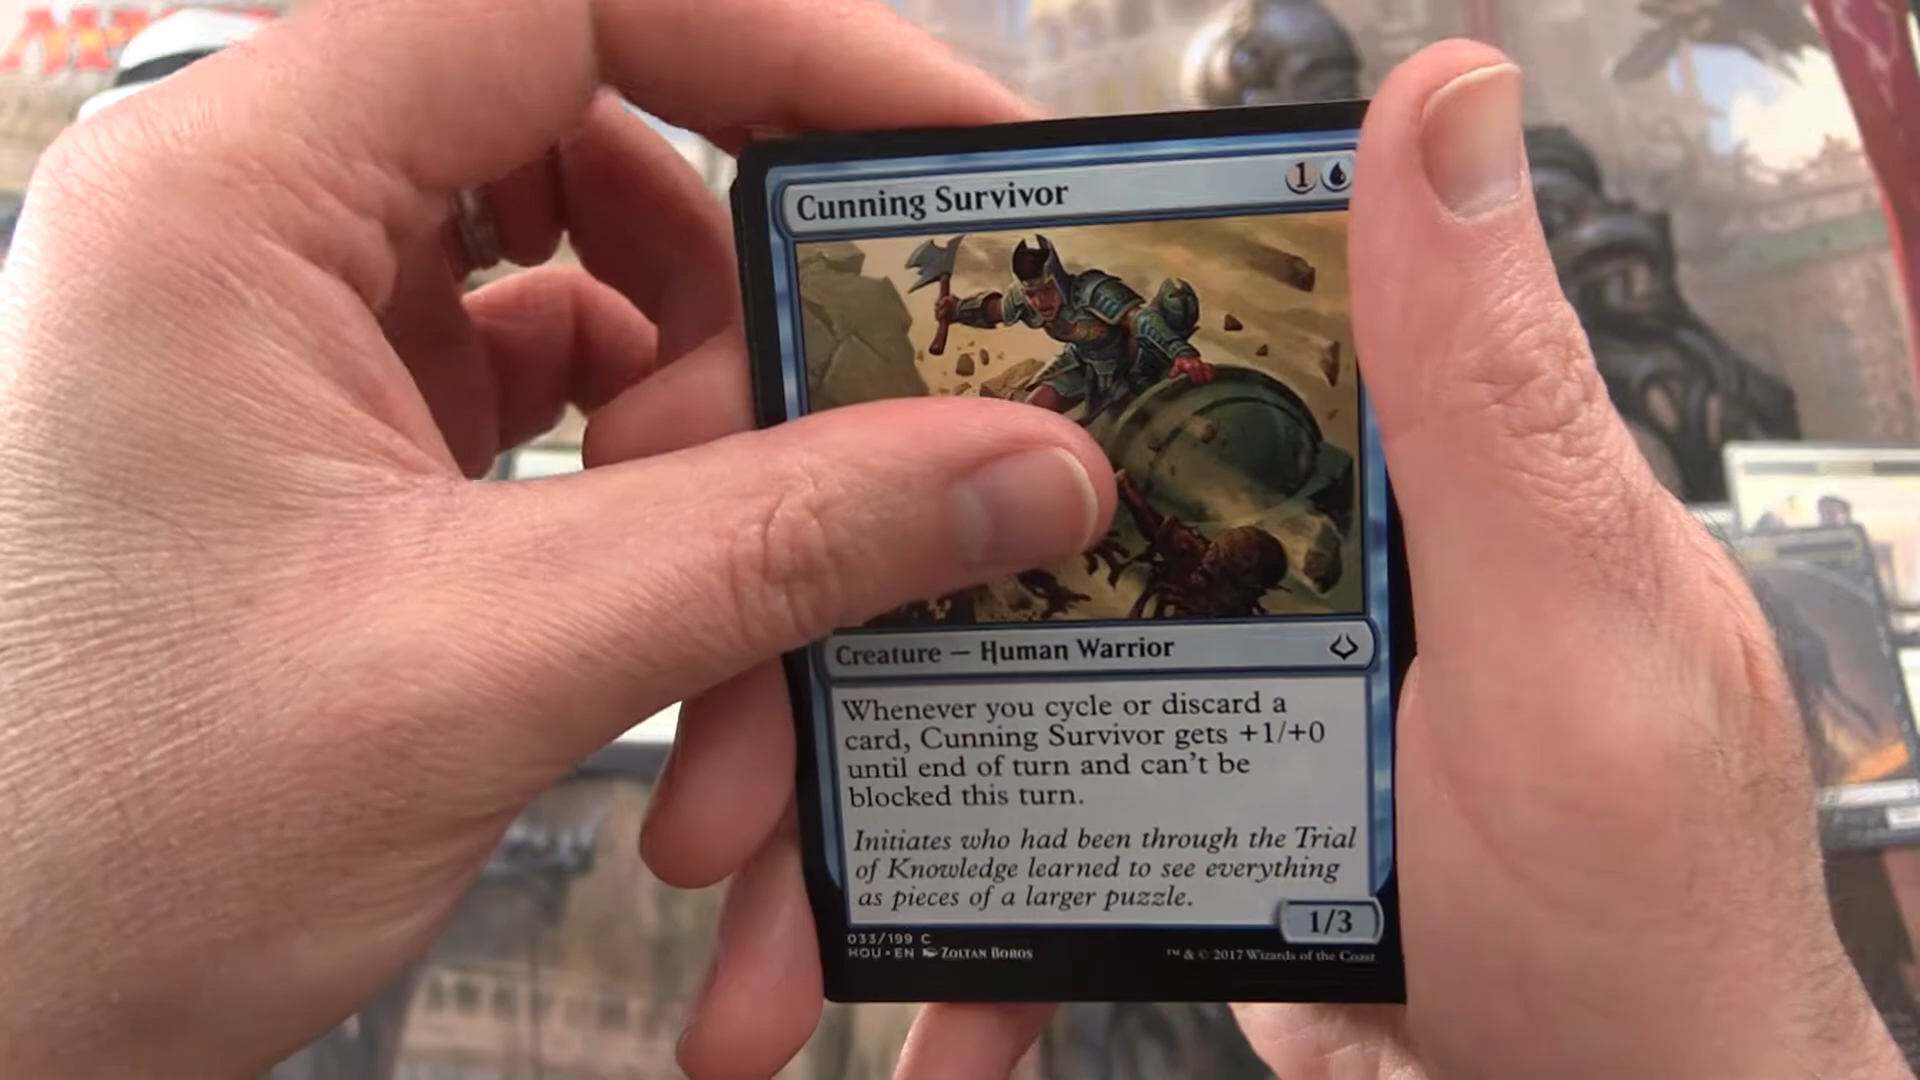 Cunning Survivor
1
Creature — Human Warrior
Whenever you cycle or discard a
card, Cunning Survivor gets +1/+0
until end of turn and can't be
blocked this turn.
Initiates who had been through the Trial
of Knowledge learned to see everything
as pieces of a larger puzzle.
1/3
033/199 C
HOU • EN ZOLTAN BOROS
™ & © 2017 Wizards of the Coast